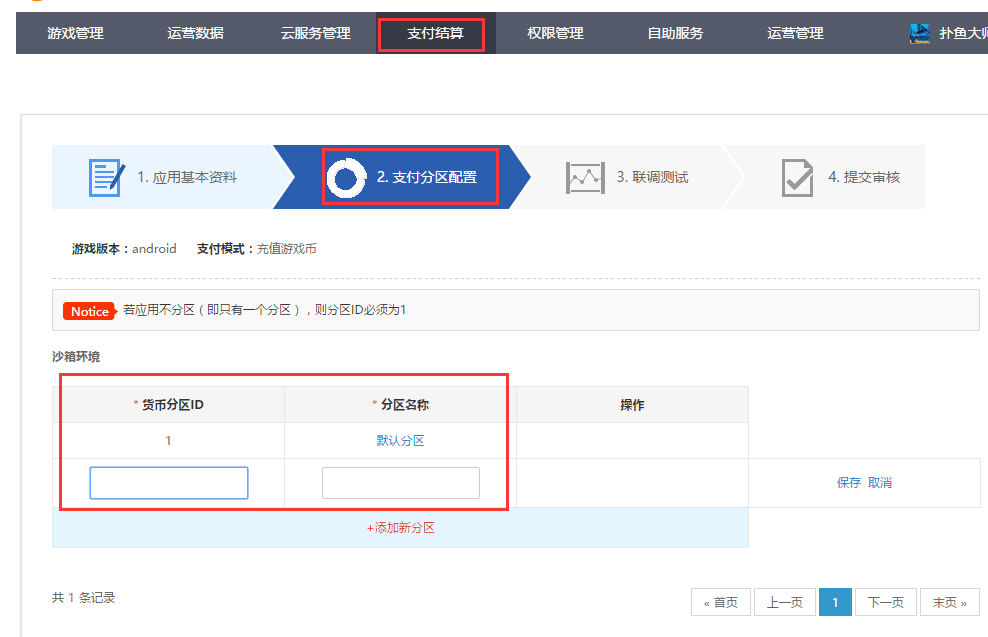 游戏管理 运营数据 云服务管理 支付结算 权限管理 自助服务 运营管理 扑鱼大师
1. 应用基本资料 2. 支付分区配置 3. 联调测试 4. 提交审核
游戏版本：android 支付模式：充值游戏币
Notice 若应用不分区（即只有一个分区），则分区ID必须为1
沙箱环境
* 货币分区ID * 分区名称 操作
1 默认分区
保存 取消
+添加新分区
共 1 条记录 « 首页 上一页 1 下一页 末页 »